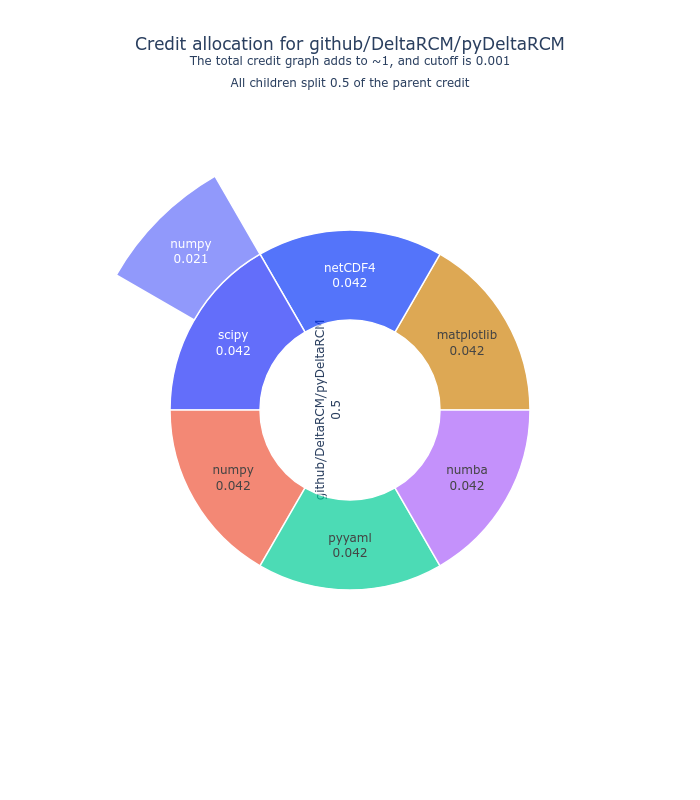 Credit allocation for github/DeltaRCM/pyDeltaRCM
The total credit graph adds to ~1, and cutoff is 0.001
All children split 0.5 of the parent credit
numpy
0.021
netCDF4
0.042
scipy
0.042
matplotlib
0.042
github/DeltaRCM/pyDeltaRCM
0.5
numpy
0.042
numba
0.042
pyyaml
0.042